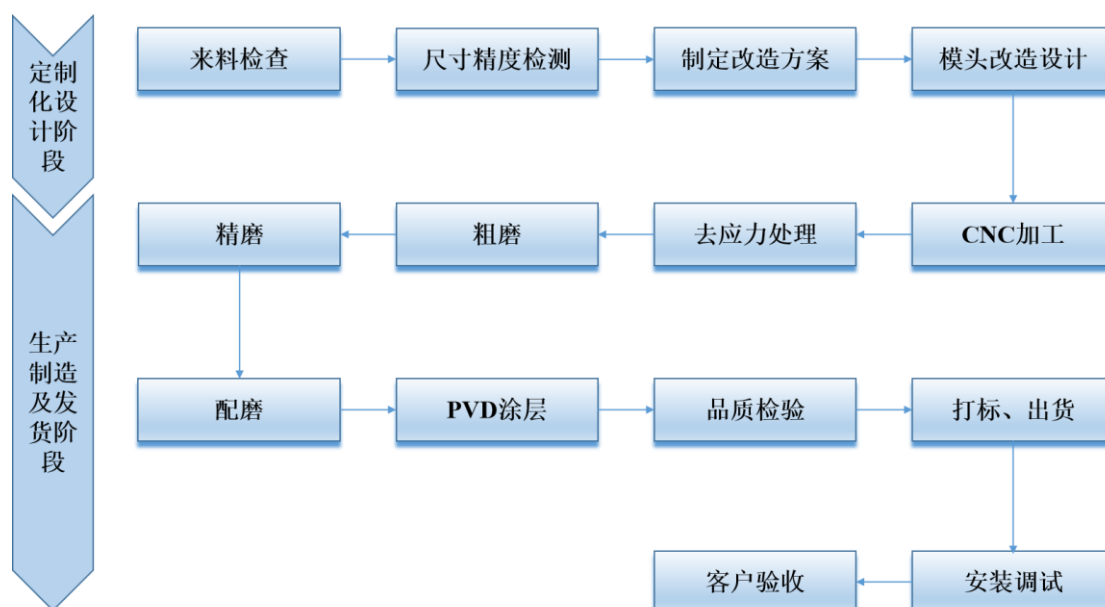 定制
化设
计阶
段
来料检查
尺寸精度检测
制定改造方案
模头改造设计
精磨
粗磨
去应力处理
CNC加工
生产
制造
及发
货阶
段
配磨
PVD涂层
品质检验
打标、出货
客户验收
安装调试